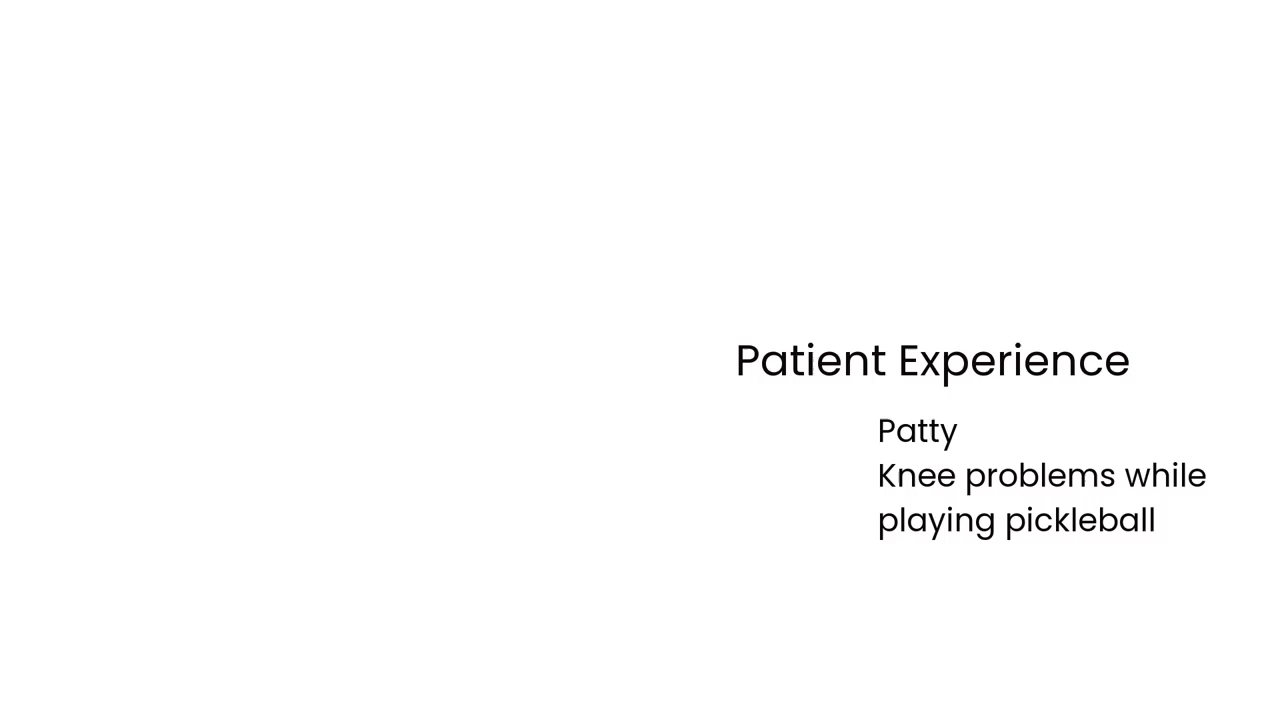 Patient Experience
Patty
Knee problems while
playing pickleball